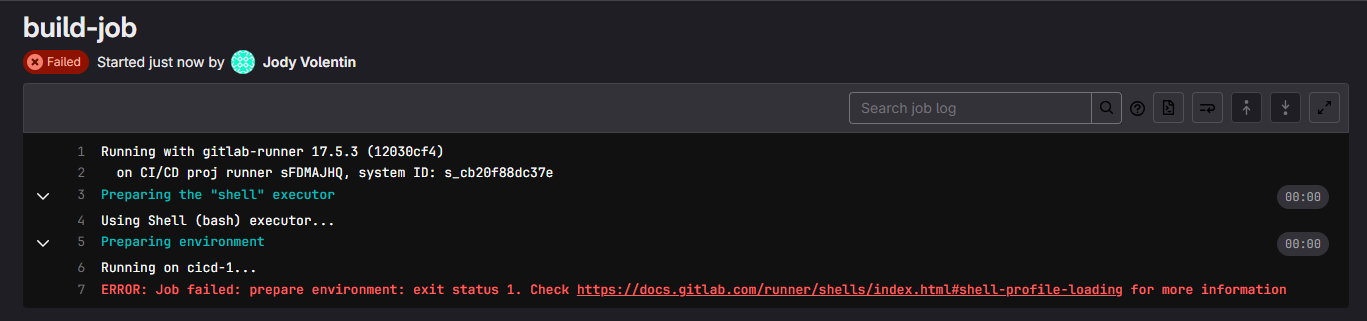 build-job
Failed Started just now by Jody Volentin
Search job log
1 Running with gitlab-runner 17.5.3 (12030cf4)
2 on CI/CD proj runner sFDMAJHQ, system ID: s_cb20f88dc37e
3 Preparing the "shell" executor 00:00
4 Using Shell (bash) executor...
5 Preparing environment 00:00
6 Running on cicd-1...
7 ERROR: Job failed: prepare environment: exit status 1. Check https://docs.gitlab.com/runner/shells/index.html#shell-profile-loading for more information